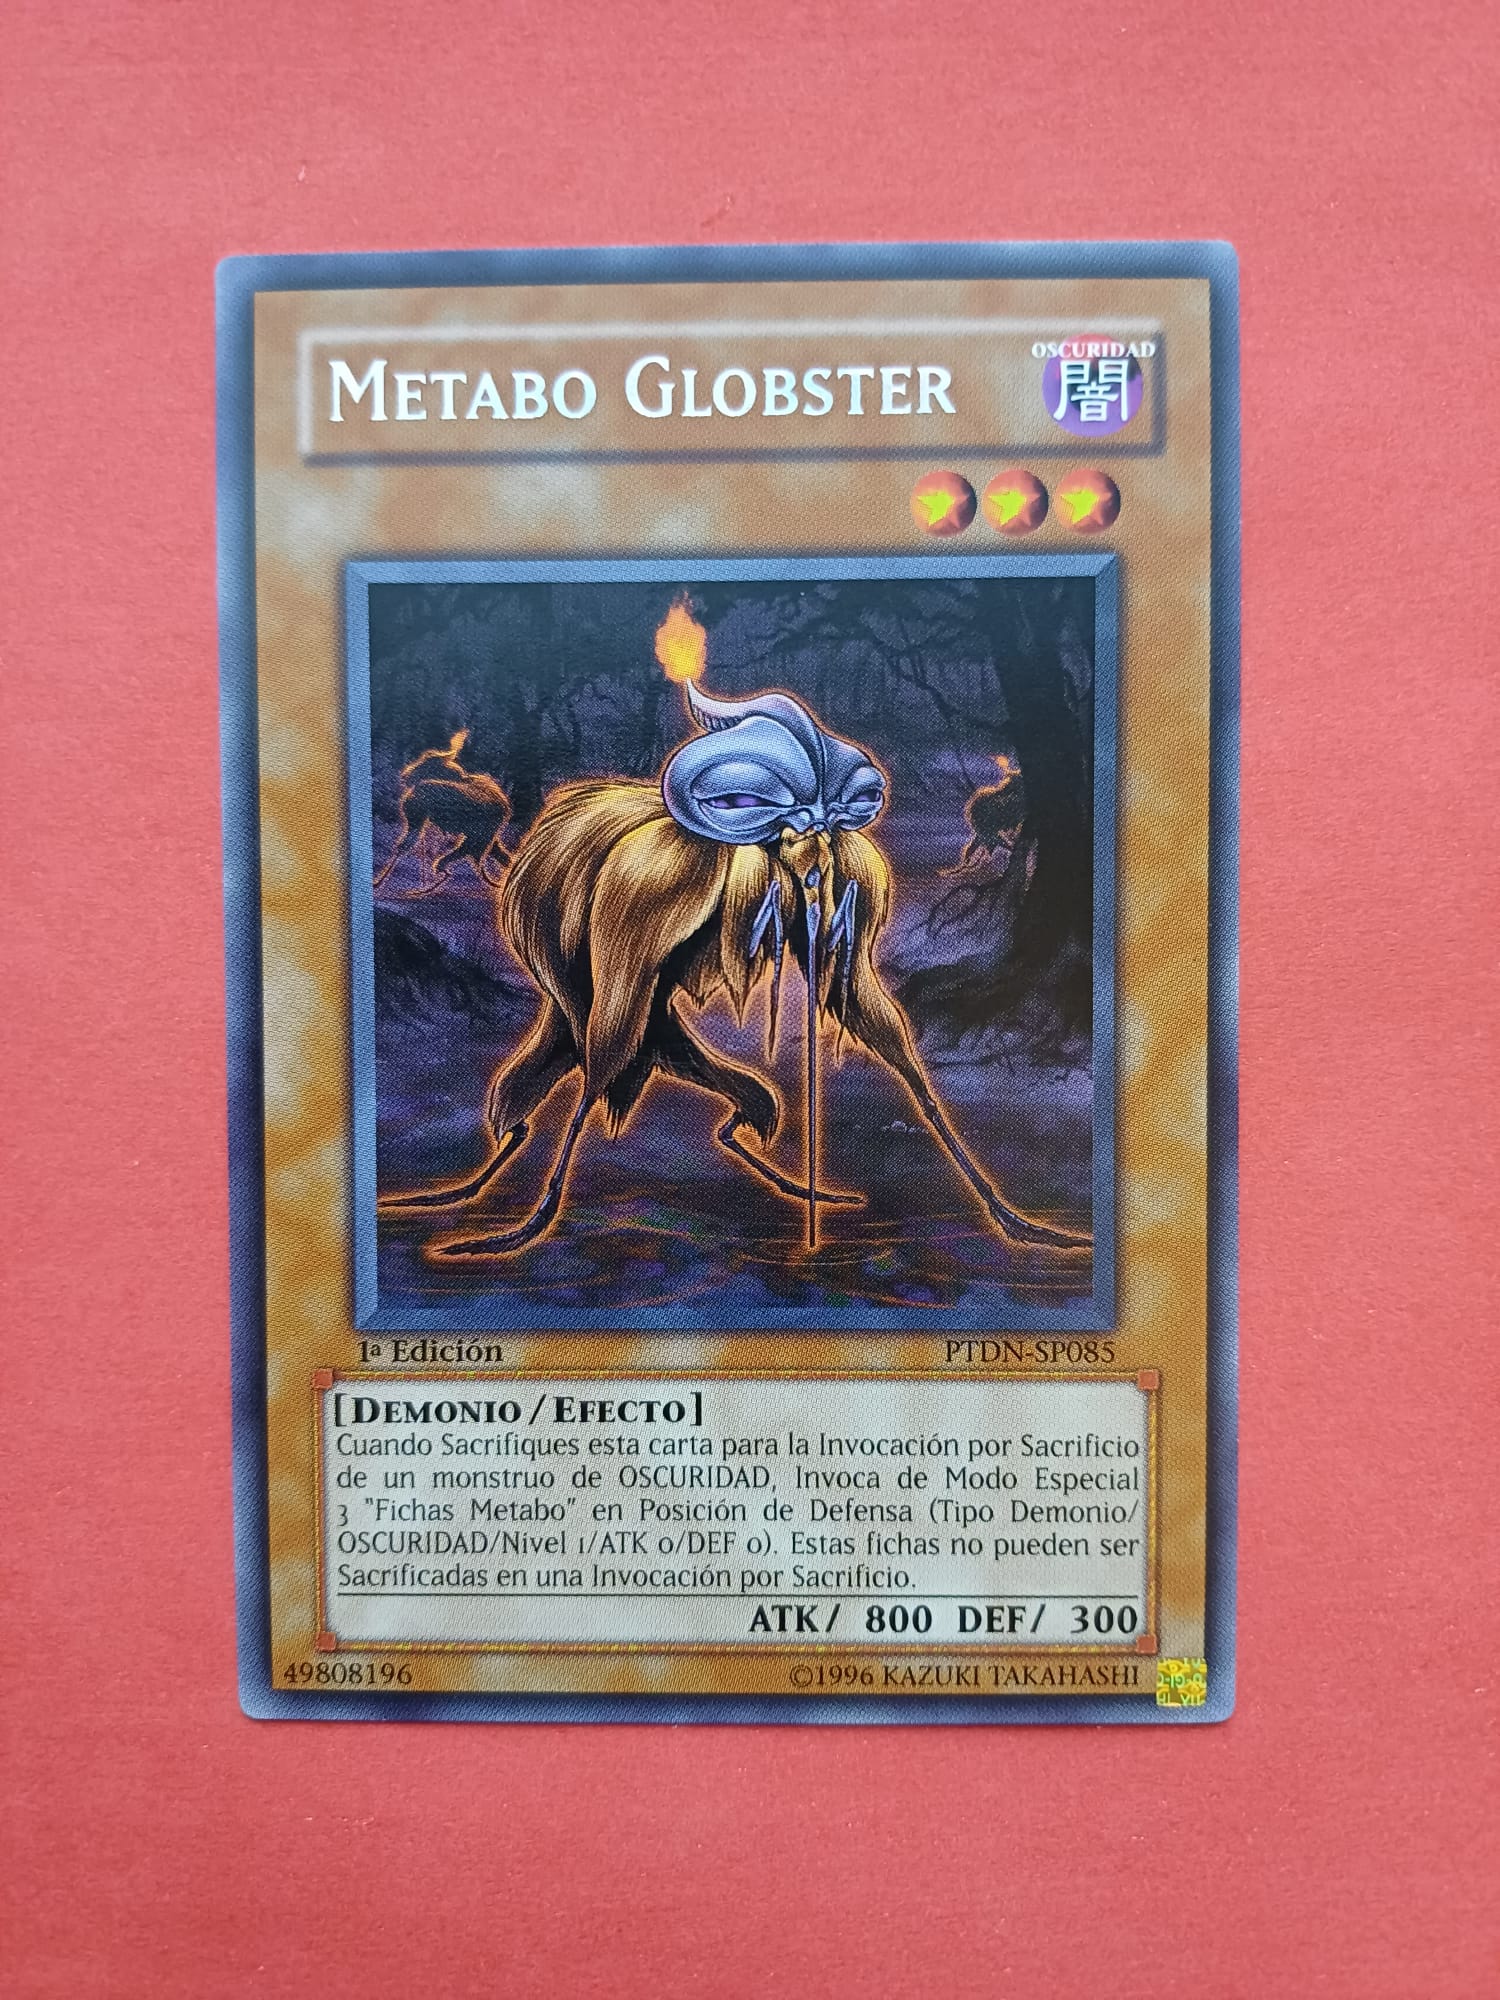 METABO GLOBSTER
OSCURIDAD
闇
1ª Edición
PTDN-SP085
[DEMONIO/EFECTO]
Cuando Sacrifiques esta carta para la Invocación por Sacrificio
de un monstruo de OSCURIDAD, Invoca de Modo Especial
3 "Fichas Metabo" en Posición de Defensa (Tipo Demonio/
OSCURIDAD/Nivel 1/ATK 0/DEF 0). Estas fichas no pueden ser
Sacrificadas en una Invocación por Sacrificio.
ATK/ 800 DEF/ 300
49808196
©1996 KAZUKI TAKAHASHI